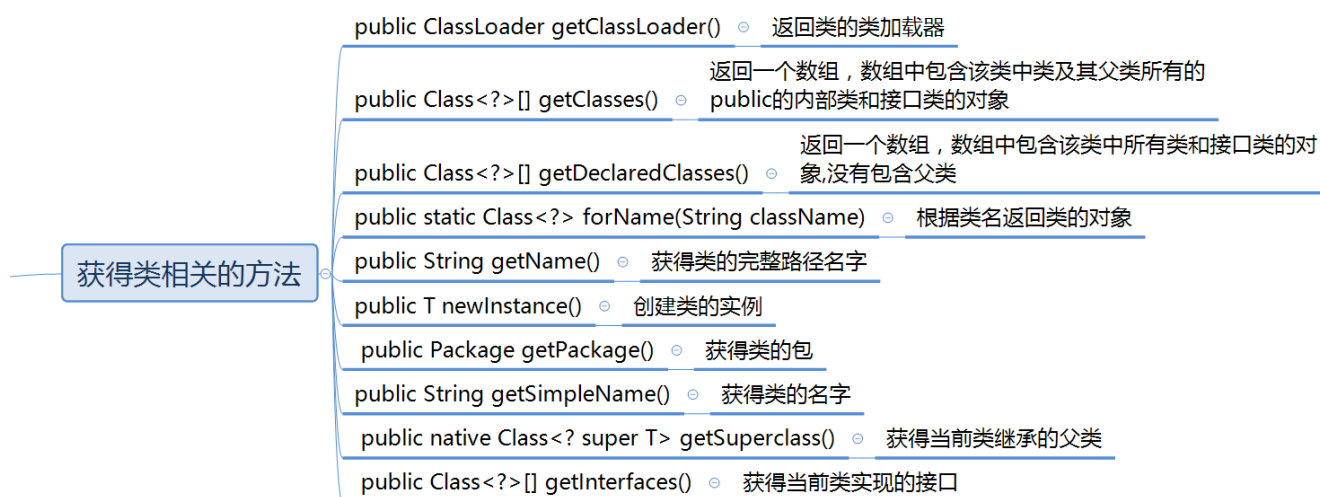 获得类相关的方法
public ClassLoader getClassLoader()
返回类的类加载器
public Class<?>[] getClasses()
返回一个数组，数组中包含该类中类及其父类所有的
public的内部类和接口类的对象
public Class<?>[] getDeclaredClasses()
返回一个数组，数组中包含该类中所有类和接口类的对
象,没有包含父类
public static Class<?> forName(String className)
根据类名返回类的对象
public String getName()
获得类的完整路径名字
public T newInstance()
创建类的实例
public Package getPackage()
获得类的包
public String getSimpleName()
获得类的名字
public native Class<? super T> getSuperclass()
获得当前类继承的父类
public Class<?>[] getInterfaces()
获得当前类实现的接口